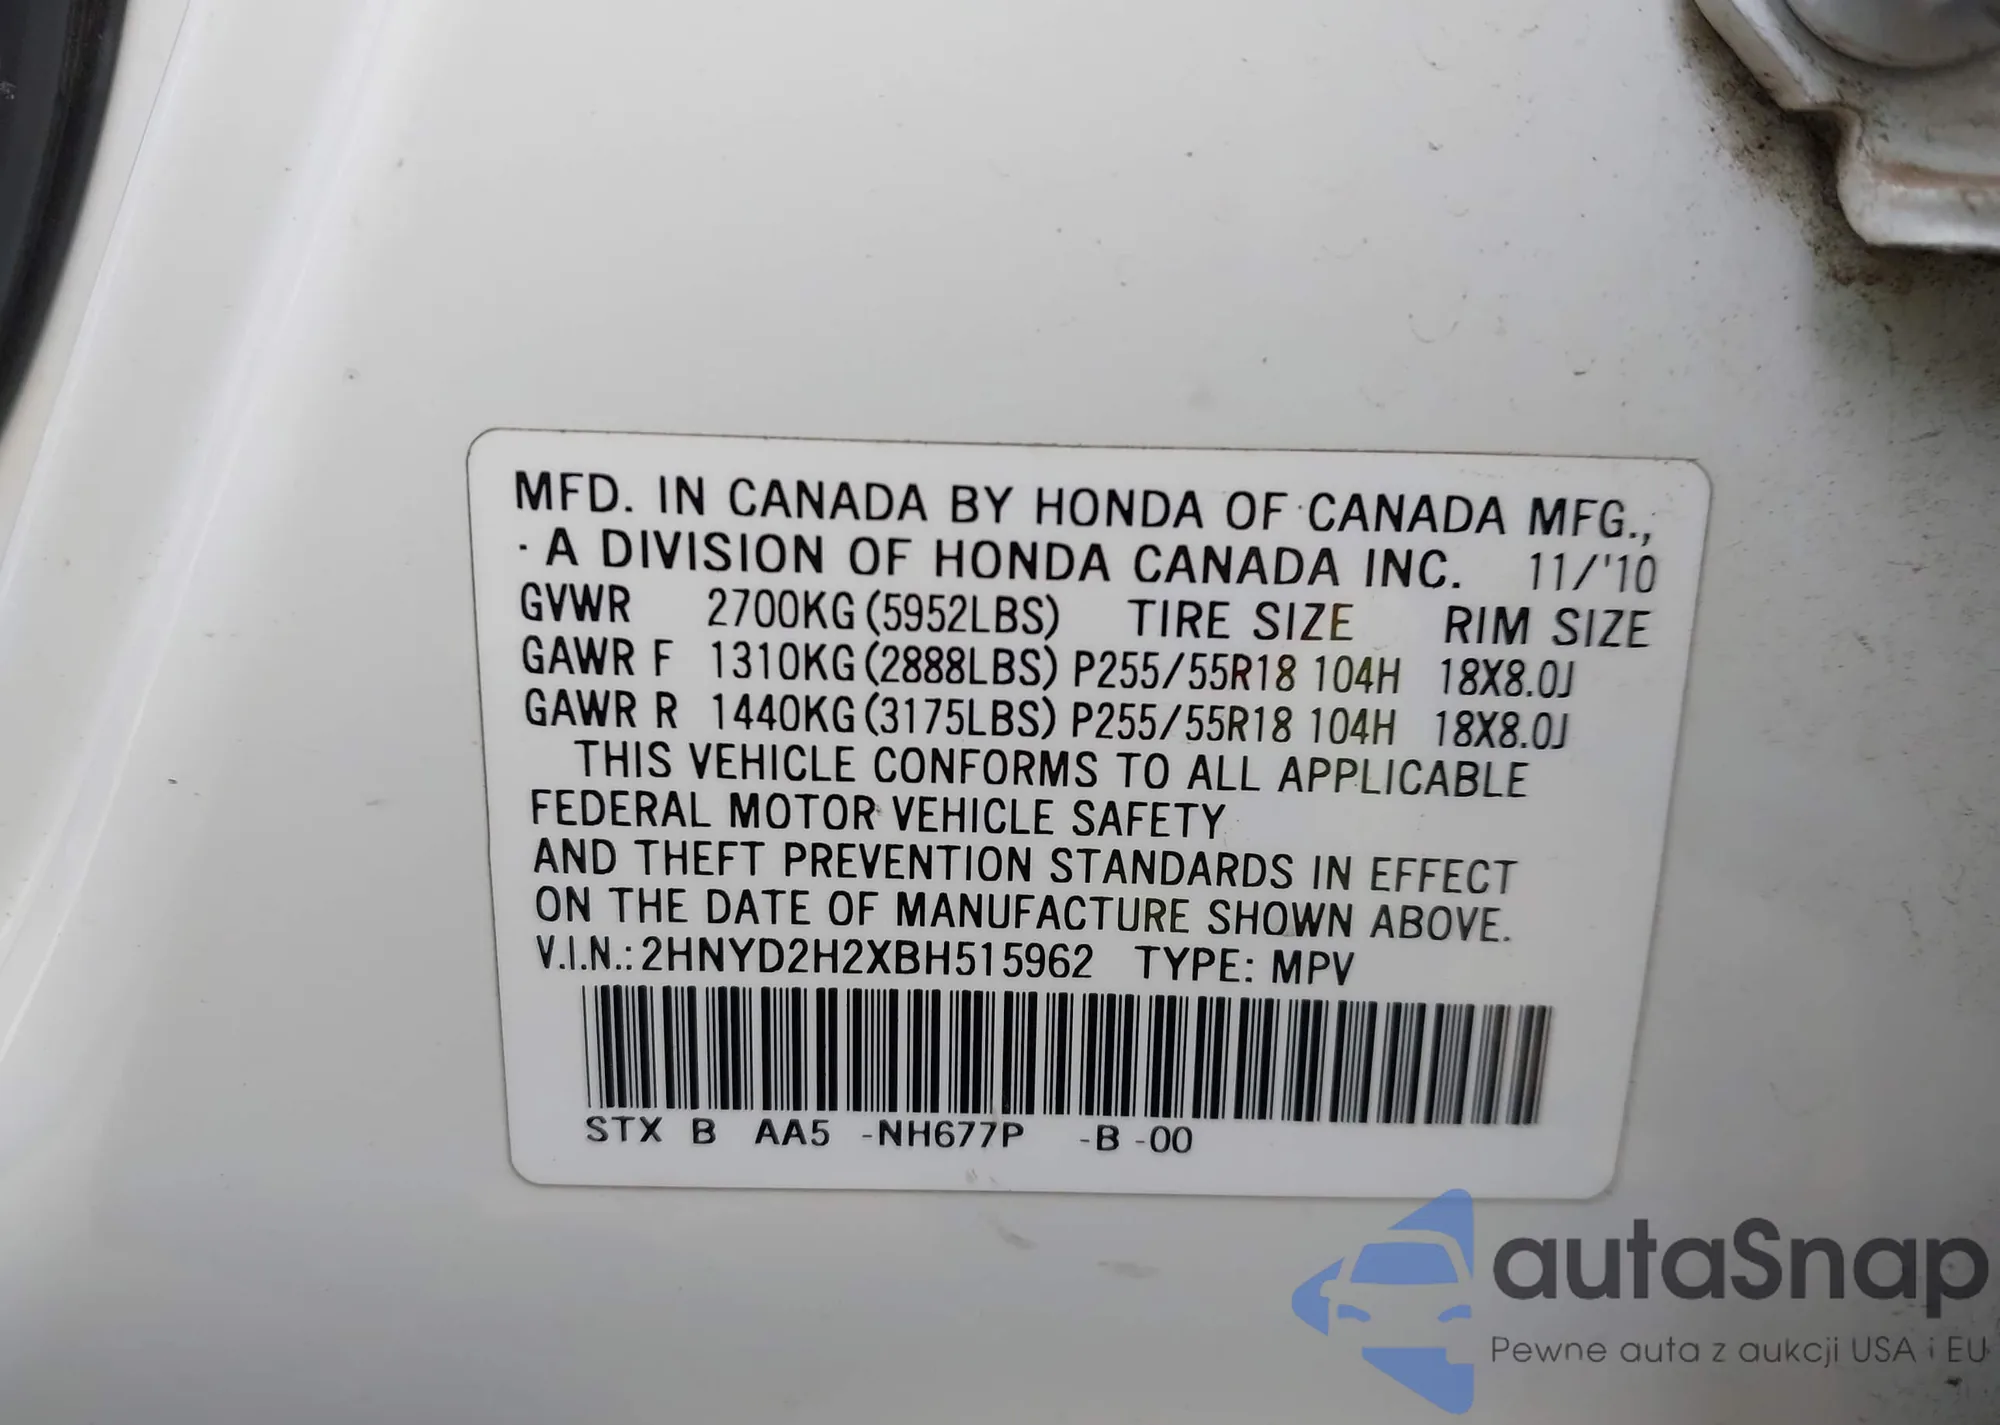 MFD. IN CANADA BY HONDA OF CANADA MFG.,
A DIVISION OF HONDA CANADA INC. 11/'10
GVWR 2700KG (5952LBS) TIRE SIZE RIM SIZE
GAWR F 1310KG (2888LBS) P255/55R18 104H 18X8.0J
GAWR R 1440KG (3175LBS) P255/55R18 104H 18X8.0J
THIS VEHICLE CONFORMS TO ALL APPLICABLE
FEDERAL MOTOR VEHICLE SAFETY
AND THEFT PREVENTION STANDARDS IN EFFECT
ON THE DATE OF MANUFACTURE SHOWN ABOVE.
V.I.N.: 2HNYD2H2XBH515962 TYPE: MPV
STX B AA5 -NH677P -B -00
autaSnap
Pewne auta z aukcji USA i EU